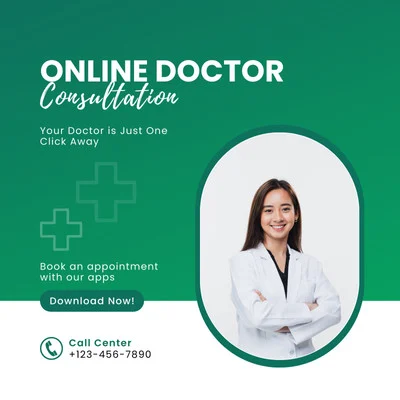 ONLINE DOCTOR
Consultation
Your Doctor is Just One
Click Away
Book an appointment
with our apps
Download Now!
Call Center
+123-456-7890